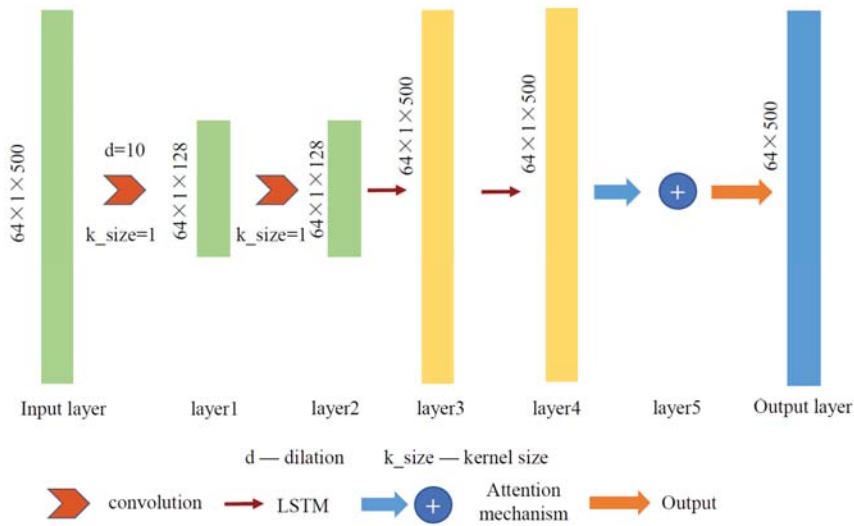 64×1×500
d=10
k_size=1
64×1×128
k_size=1
64×1×128
64×1×500
64×1×500
+
64×500
Input layer
layer1
layer2
layer3
layer4
layer5
Output layer
d — dilation
k_size — kernel size
convolution
LSTM
+
Attention
mechanism
Output